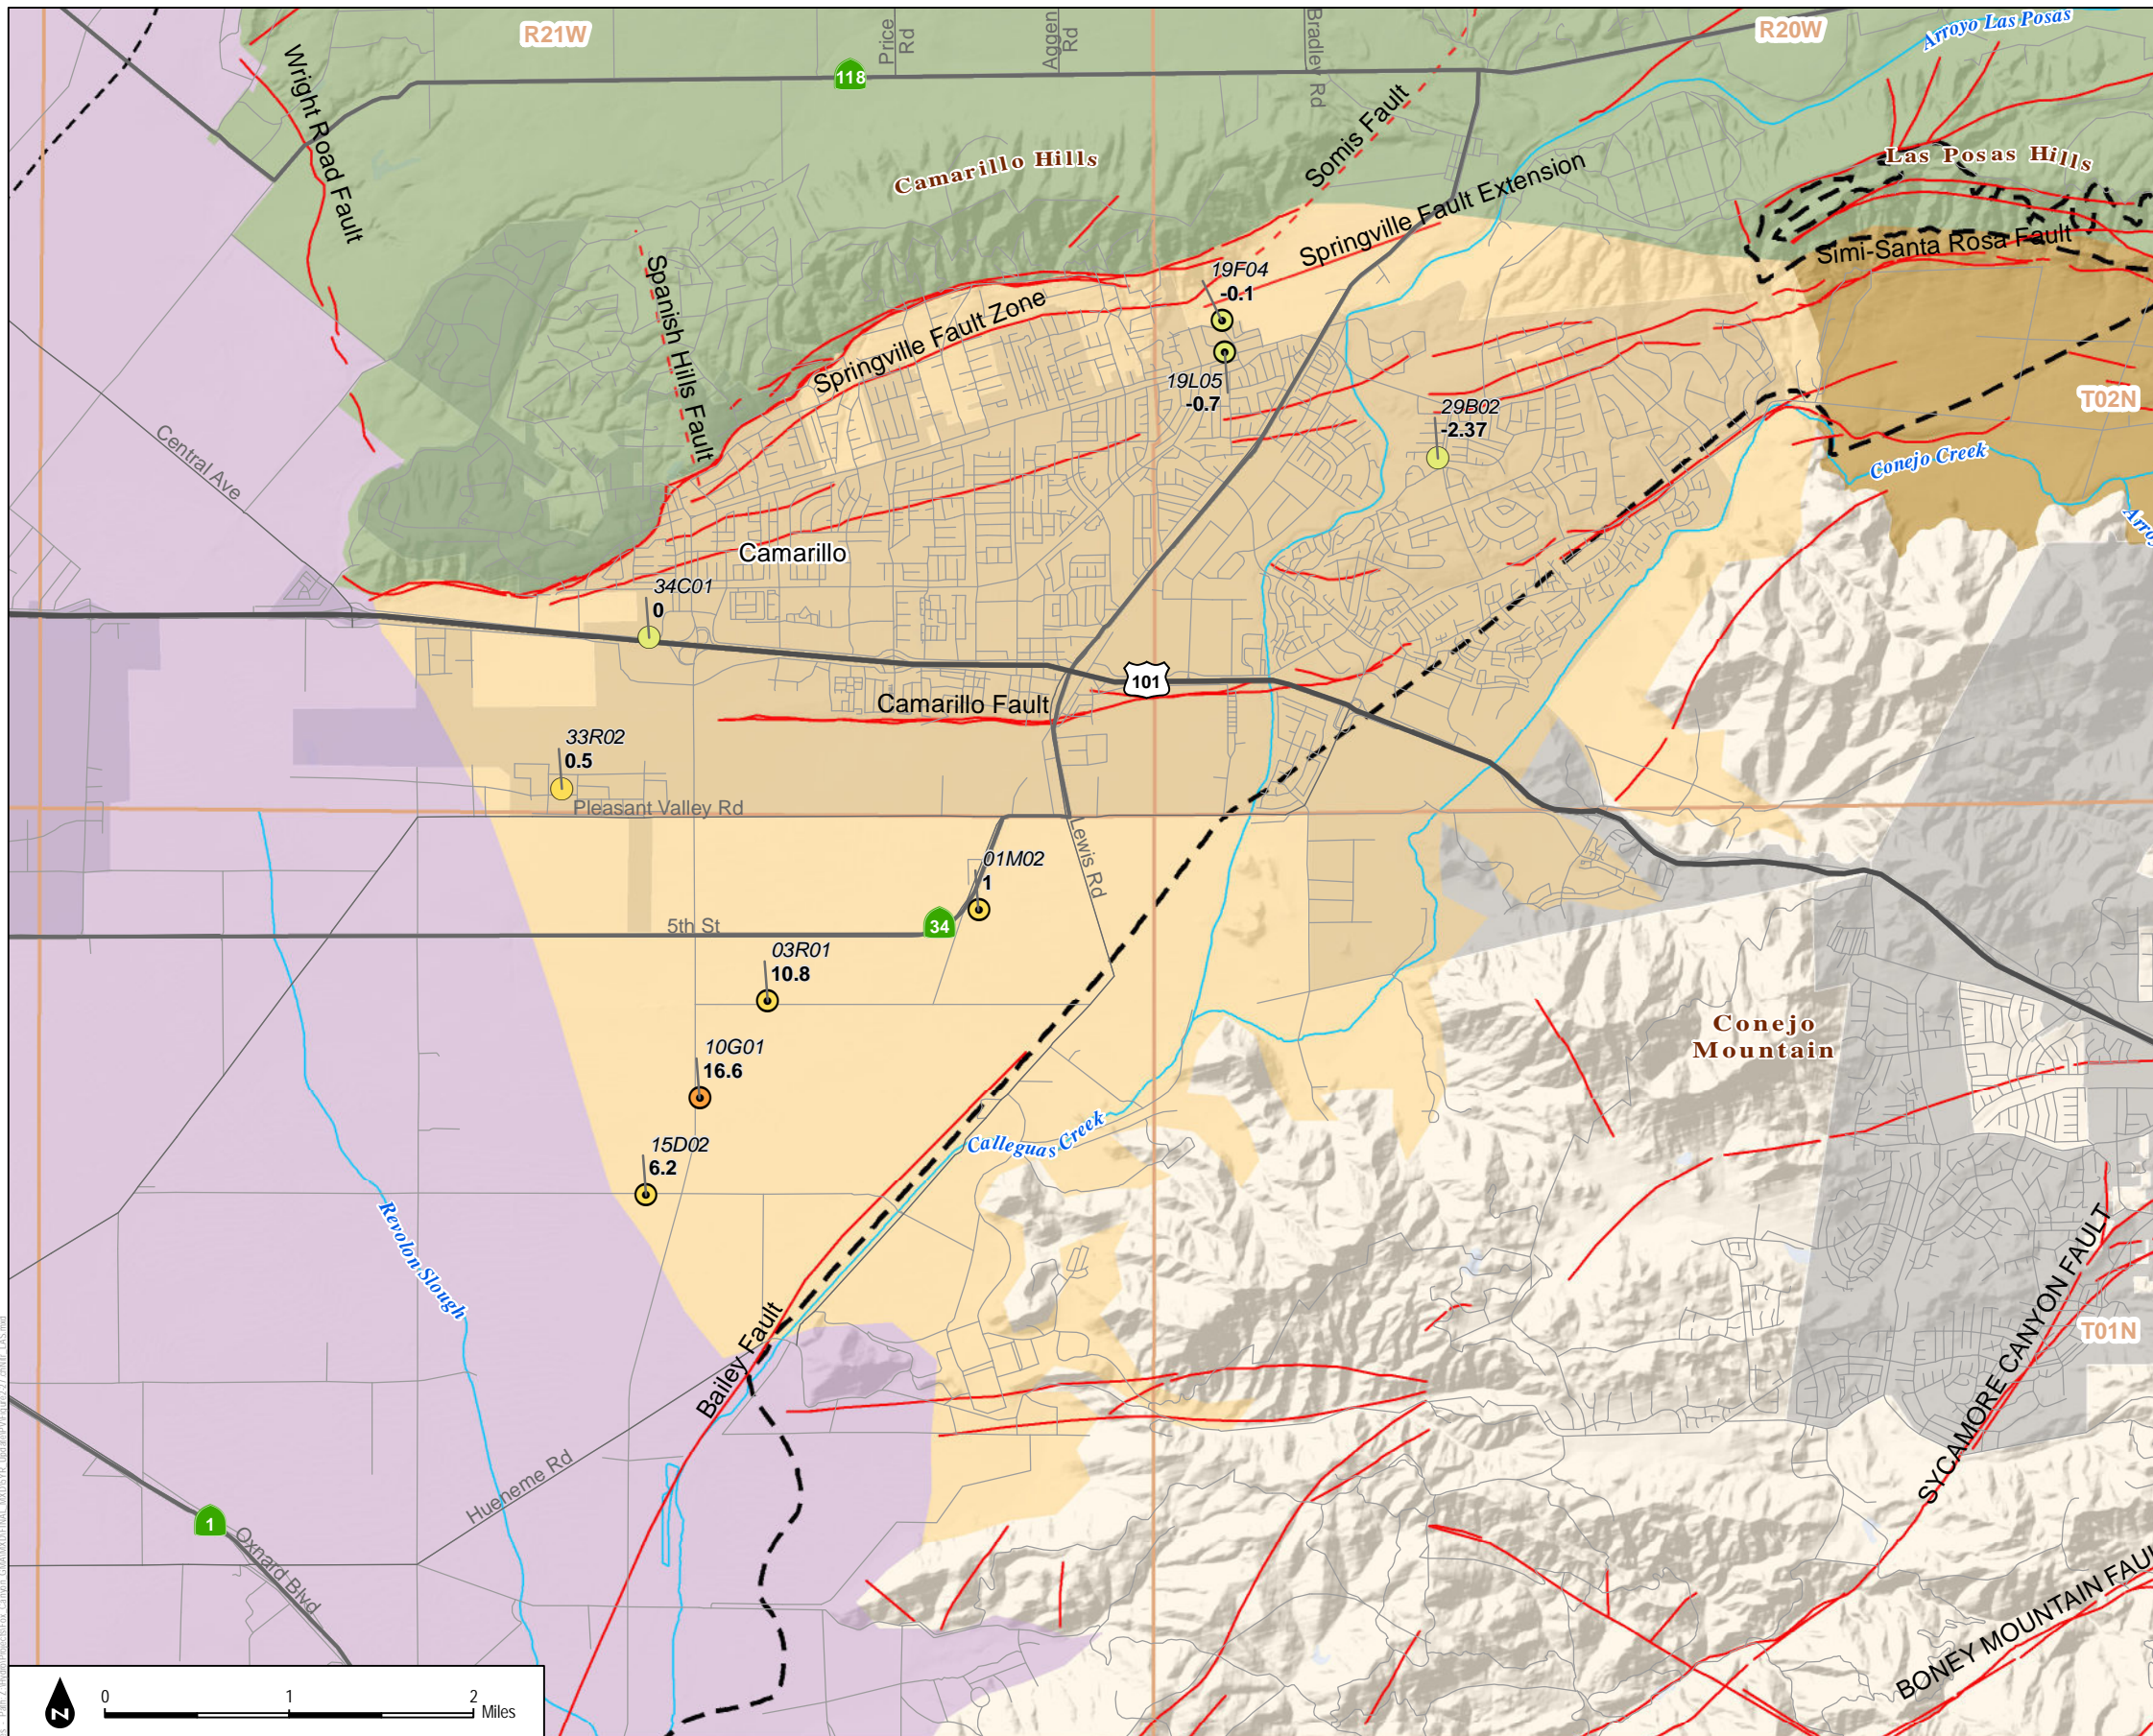 R21W
Price
Rd
Aggen
Rd
Bradley Rd
R20W
Arroyo Las Posas
118
Wright Road Fault
Camarillo Hills
Somis Fault
Las Posas Hills
Springville Fault Extension
Simi-Santa Rosa Fault
Spanish Hills Fault
19F04
-0.1
Springville Fault Zone
19L05
-0.7
29B02
-2.37
T02N
Central Ave
Conejo Creek
Camarillo
34C01
0
101
Camarillo Fault
33R02
0.5
Pleasant Valley Rd
Lewis Rd
01M02
1
34
5th St
03R01
10.8
Conejo
Mountain
10G01
16.6
15D02
6.2
Calleguas Creek
Revolon Slough
Bailey Fault
T01N
SYCAMORE CANYON FAULT
Hueneme Rd
1
Oxnard Blvd
BONEY MOUNTAIN FAU
N
0 1 2
Miles